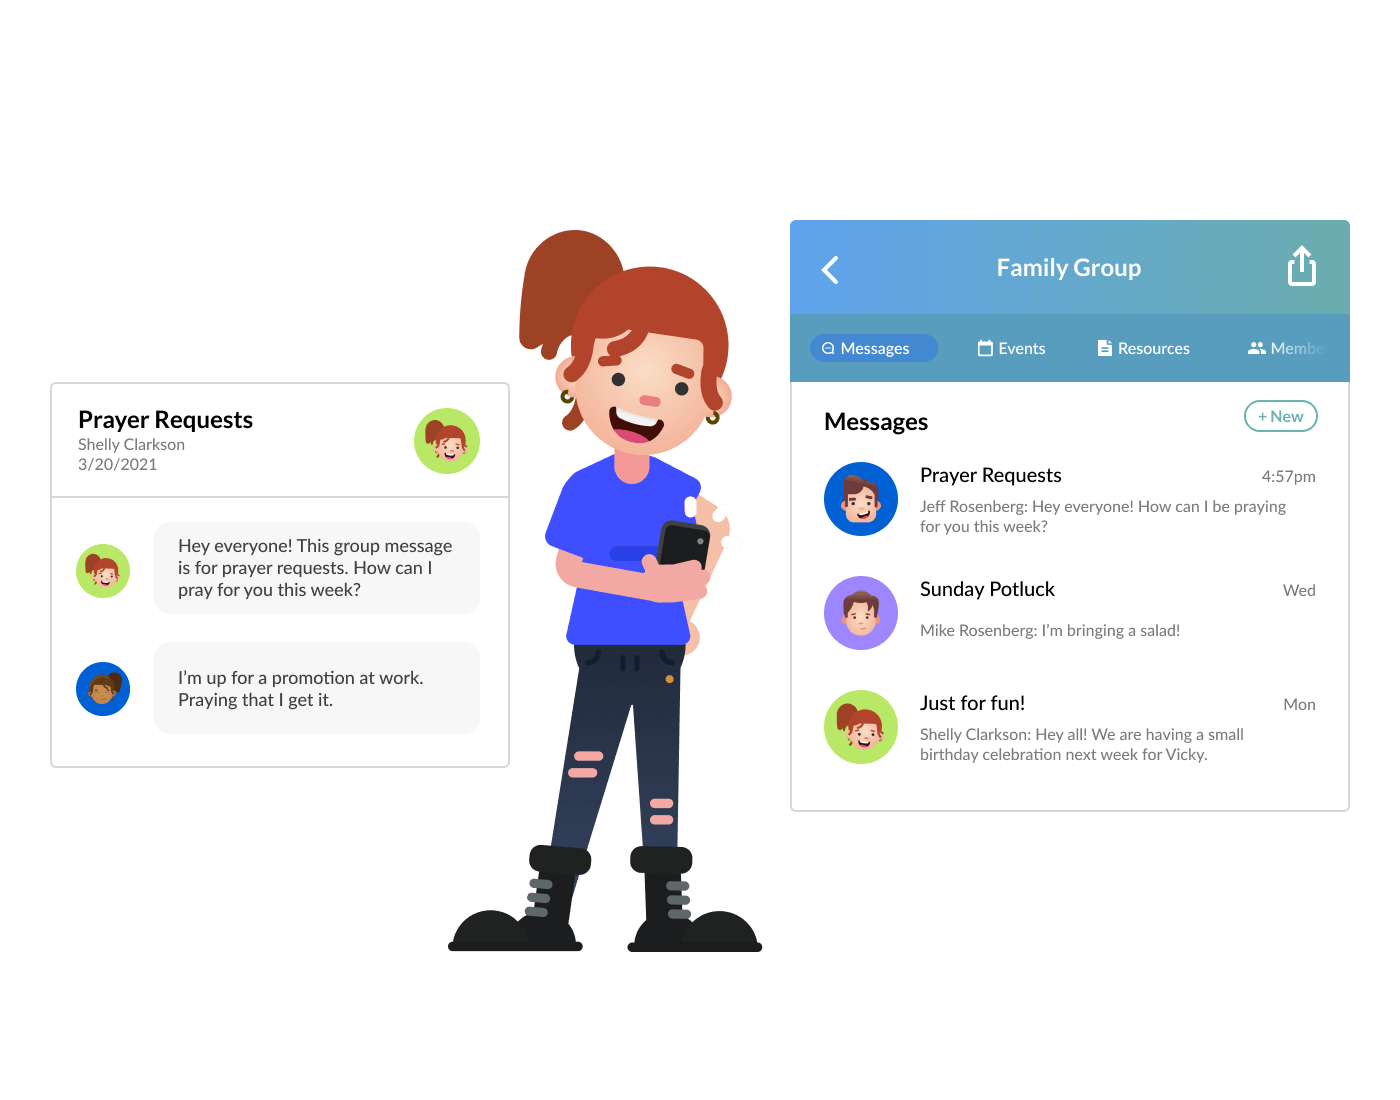 Prayer Requests
Shelly Clarkson
3/20/2021
Hey everyone! This group message
is for prayer requests. How can I
pray for you this week?
I'm up for a promotion at work.
Praying that I get it.
Family Group
Messages Events Resources Membe
Messages
+ New
Prayer Requests 4:57pm
Jeff Rosenberg: Hey everyone! How can I be praying
for you this week?
Sunday Potluck Wed
Mike Rosenberg: I'm bringing a salad!
Just for fun! Mon
Shelly Clarkson: Hey all! We are having a small
birthday celebration next week for Vicky.